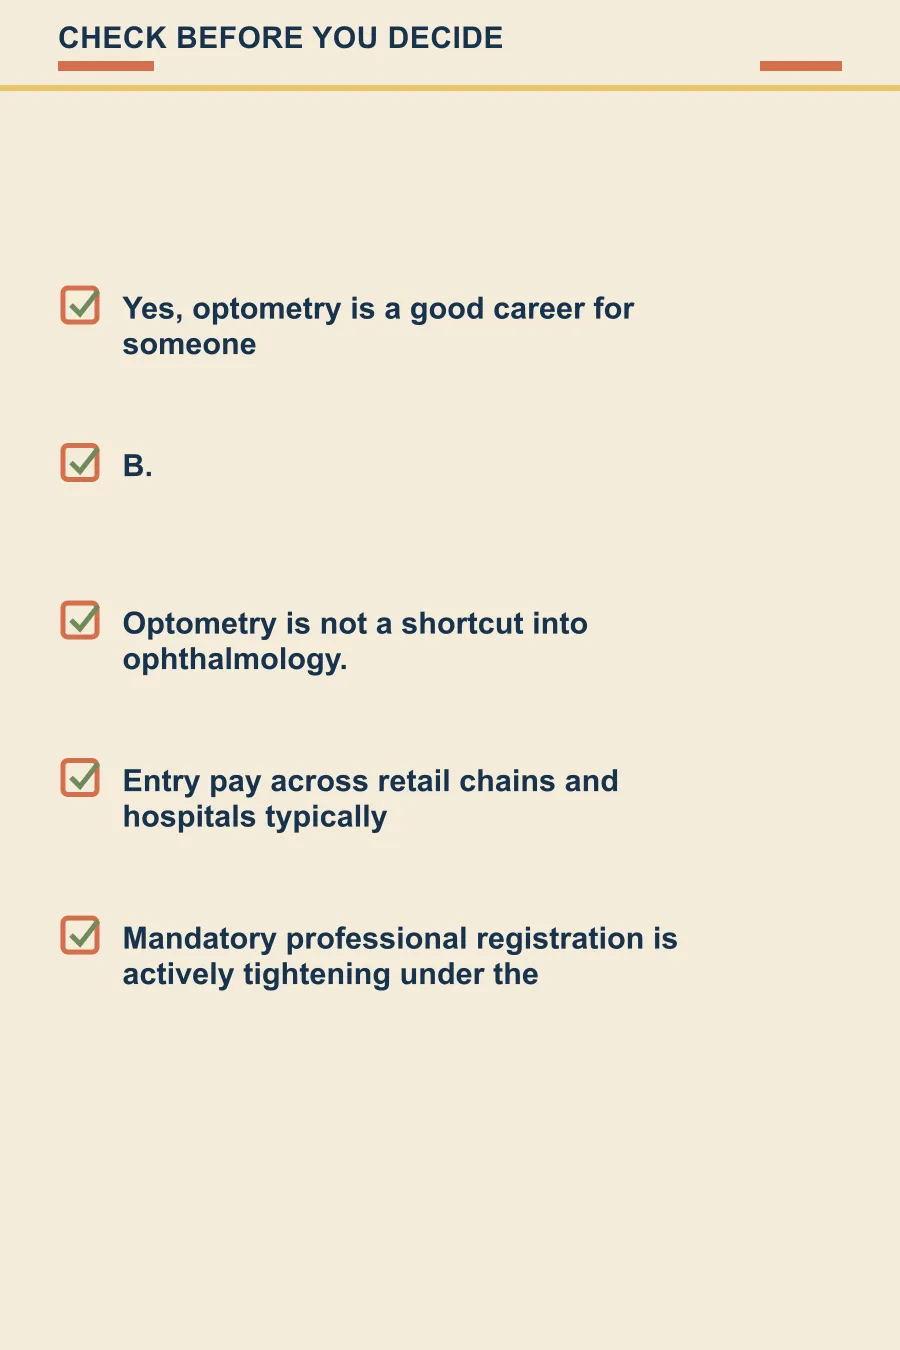 CHECK BEFORE YOU DECIDE
Yes, optometry is a good career for
someone
B.
Optometry is not a shortcut into
ophthalmology.
Entry pay across retail chains and
hospitals typically
Mandatory professional registration is
actively tightening under the